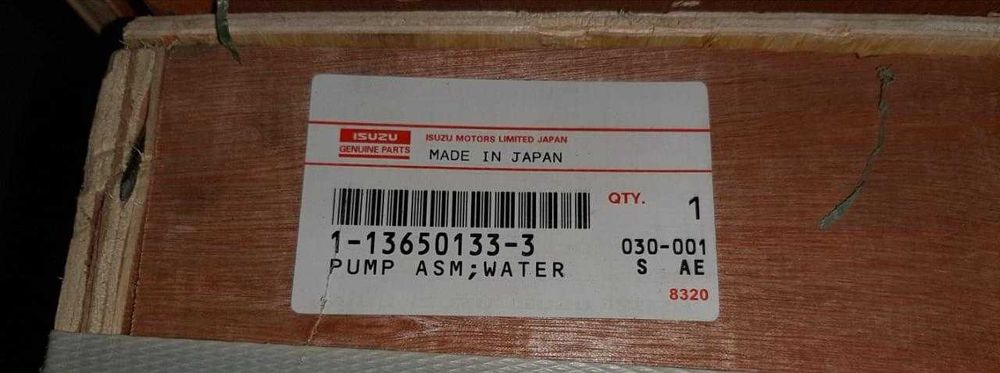 ISUZU
GENUINE PARTS
ISUZU MOTORS LIMITED JAPAN
MADE IN JAPAN
QTY. 1
1-13650133-3 030-001
PUMP ASM;WATER S AE
8320